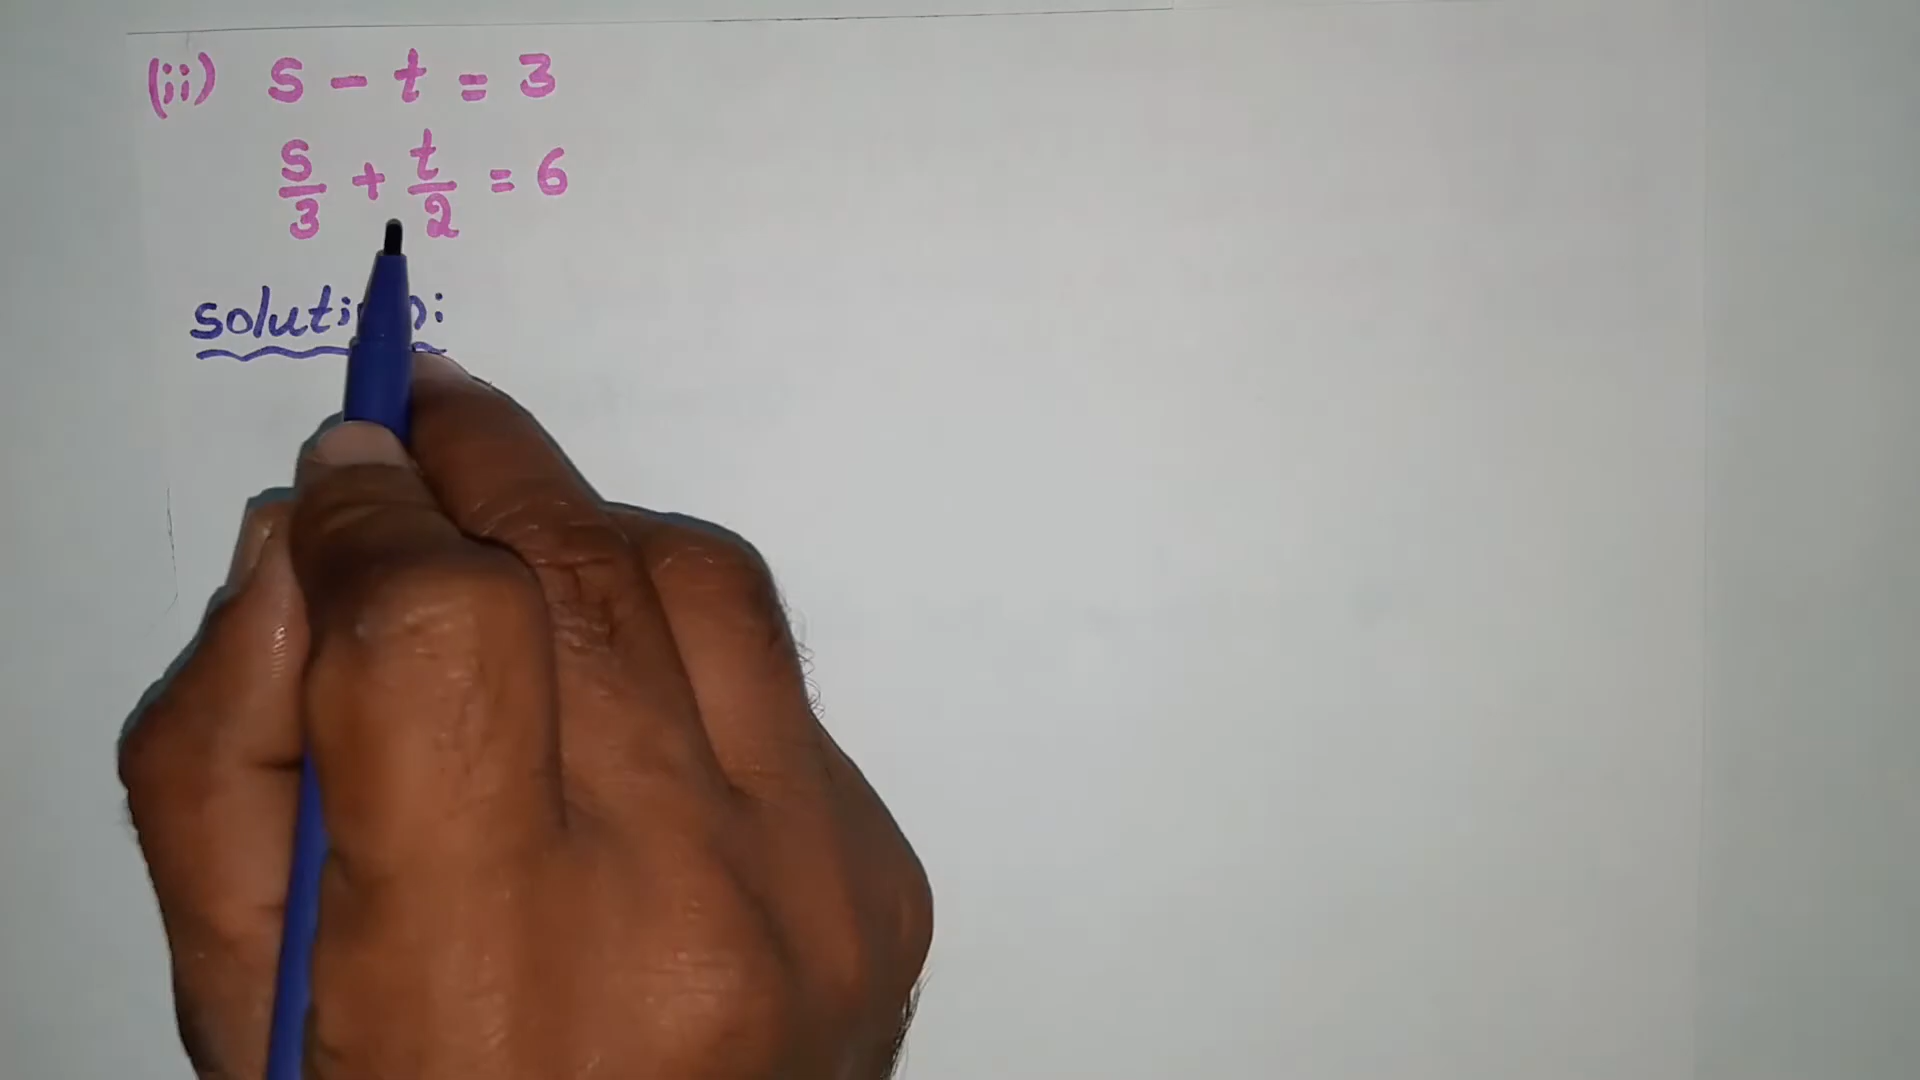 (ii) s - t = 3
s/3 + t/2 = 6